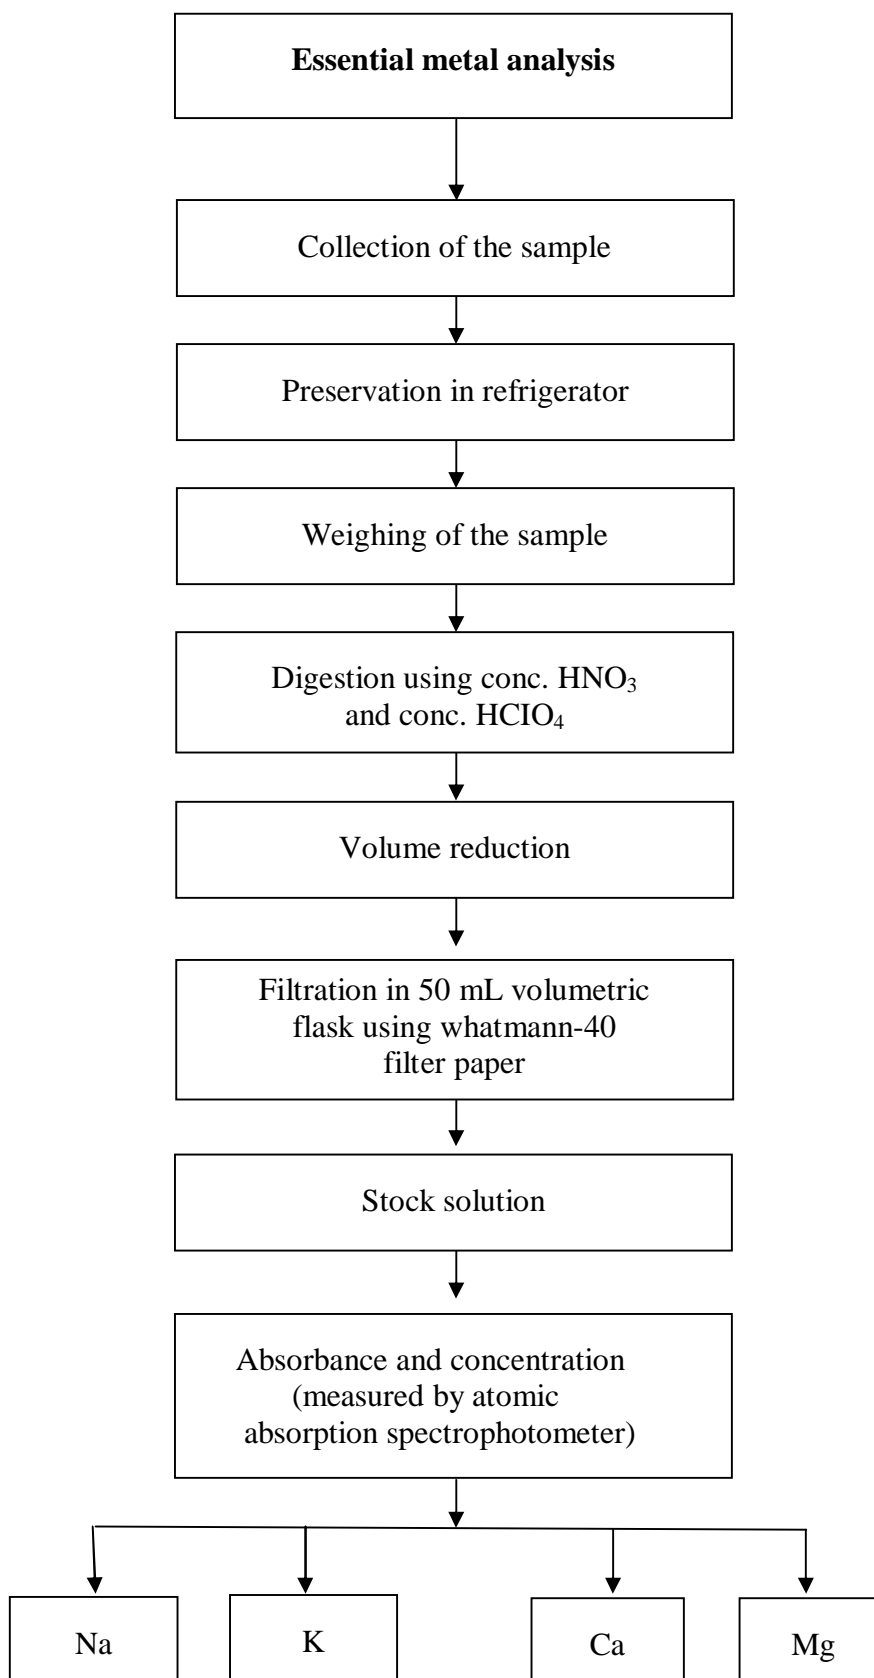 Essential metal analysis
Collection of the sample
Preservation in refrigerator
Weighing of the sample
Digestion using conc. HNO₃
and conc. HCIO₄
Volume reduction
Filtration in 50 mL volumetric
flask using whatmann-40
filter paper
Stock solution
Absorbance and concentration
(measured by atomic
absorption spectrophotometer)
Na
K
Ca
Mg